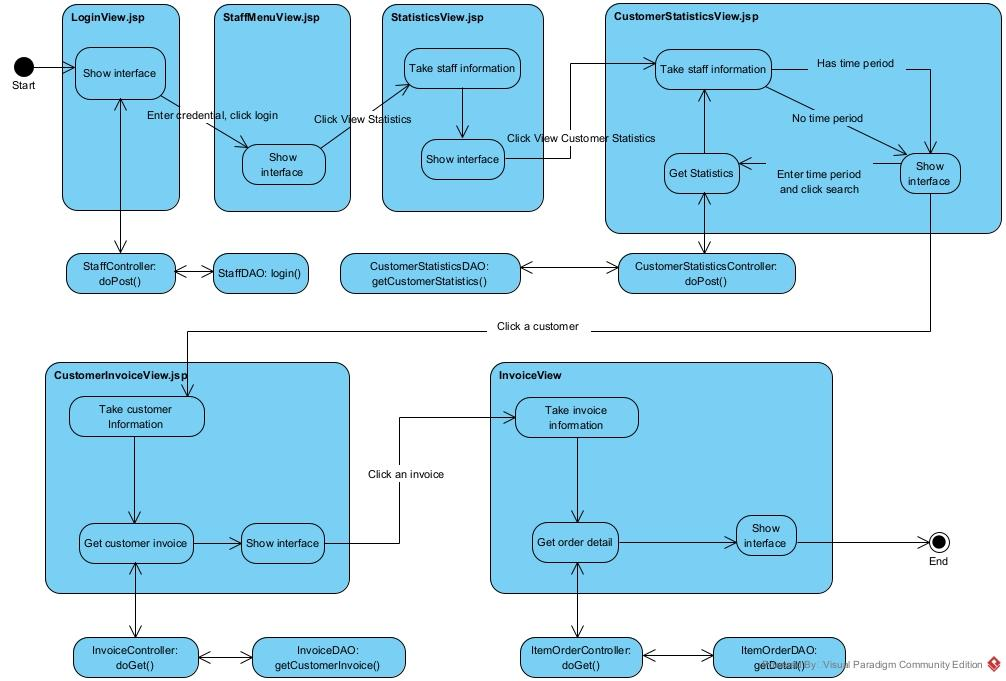 LoginView.jsp
StaffMenuView.jsp
StatisticsView.jsp
CustomerStatisticsView.jsp
Start
Show interface
Enter credential, click login
Show
interface
Click View Statistics
Take staff information
Show interface
Click View Customer Statistics
Take staff information
Has time period
No time period
Get Statistics
Enter time period
and click search
Show
interface
StaffController:
doPost()
StaffDAO: login()
CustomerStatisticsDAO:
getCustomerStatistics()
CustomerStatisticsController:
doPost()
Click a customer
CustomerInvoiceView.jsp
Take customer
Information
Get customer invoice
Show interface
Click an invoice
InvoiceView
Take invoice
information
Get order detail
Show
interface
End
InvoiceController:
doGet()
InvoiceDAO:
getCustomerInvoice()
ItemOrderController:
doGet()
ItemOrderDAO:
getDetail()
Powered By Visual Paradigm Community Edition